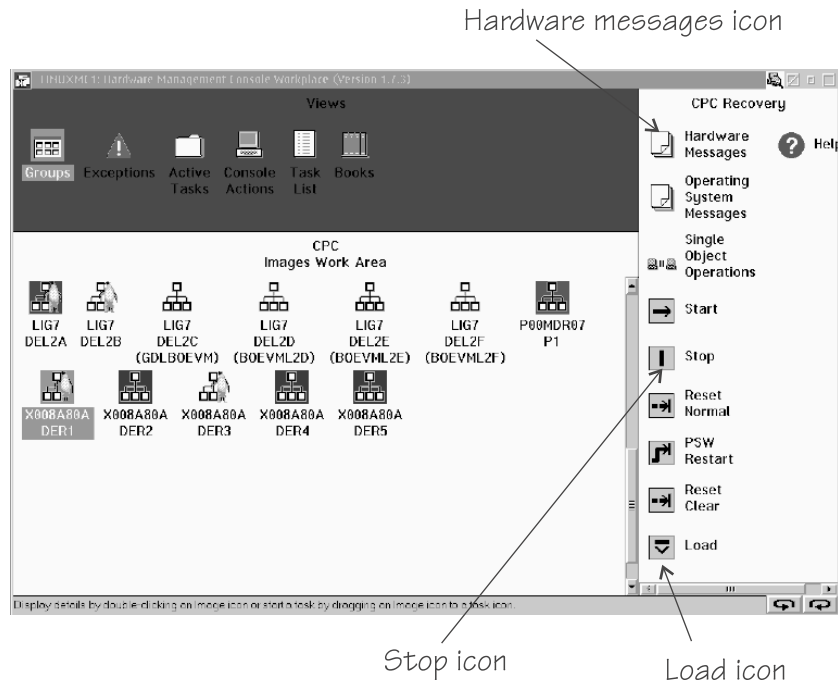 Hardware messages icon
LINUXMC1: Hardware Management Console Workplace (Version 1.7.3)
Views
Groups
Exceptions
Active
Tasks
Console
Actions
Task
List
Books
CPC
Images Work Area
LIG7
DEL2A
LIG7
DEL2B
LIG7
DEL2C
(GDLBOEVM)
LIG7
DEL2D
(BOEVML2D)
LIG7
DEL2E
(BOEVML2E)
LIG7
DEL2F
(BOEVML2F)
P00MDR07
P1
X008A80A
DER1
X008A80A
DER2
X008A80A
DER3
X008A80A
DER4
X008A80A
DER5
CPC Recovery
Hardware
Messages
Help
Operating
System
Messages
Single
Object
Operations
Start
Stop
Reset
Normal
PSW
Restart
Reset
Clear
Load
Display details by double-clicking an Image icon or start a task by dragging an Image icon to a task icon.
Stop icon
Load icon